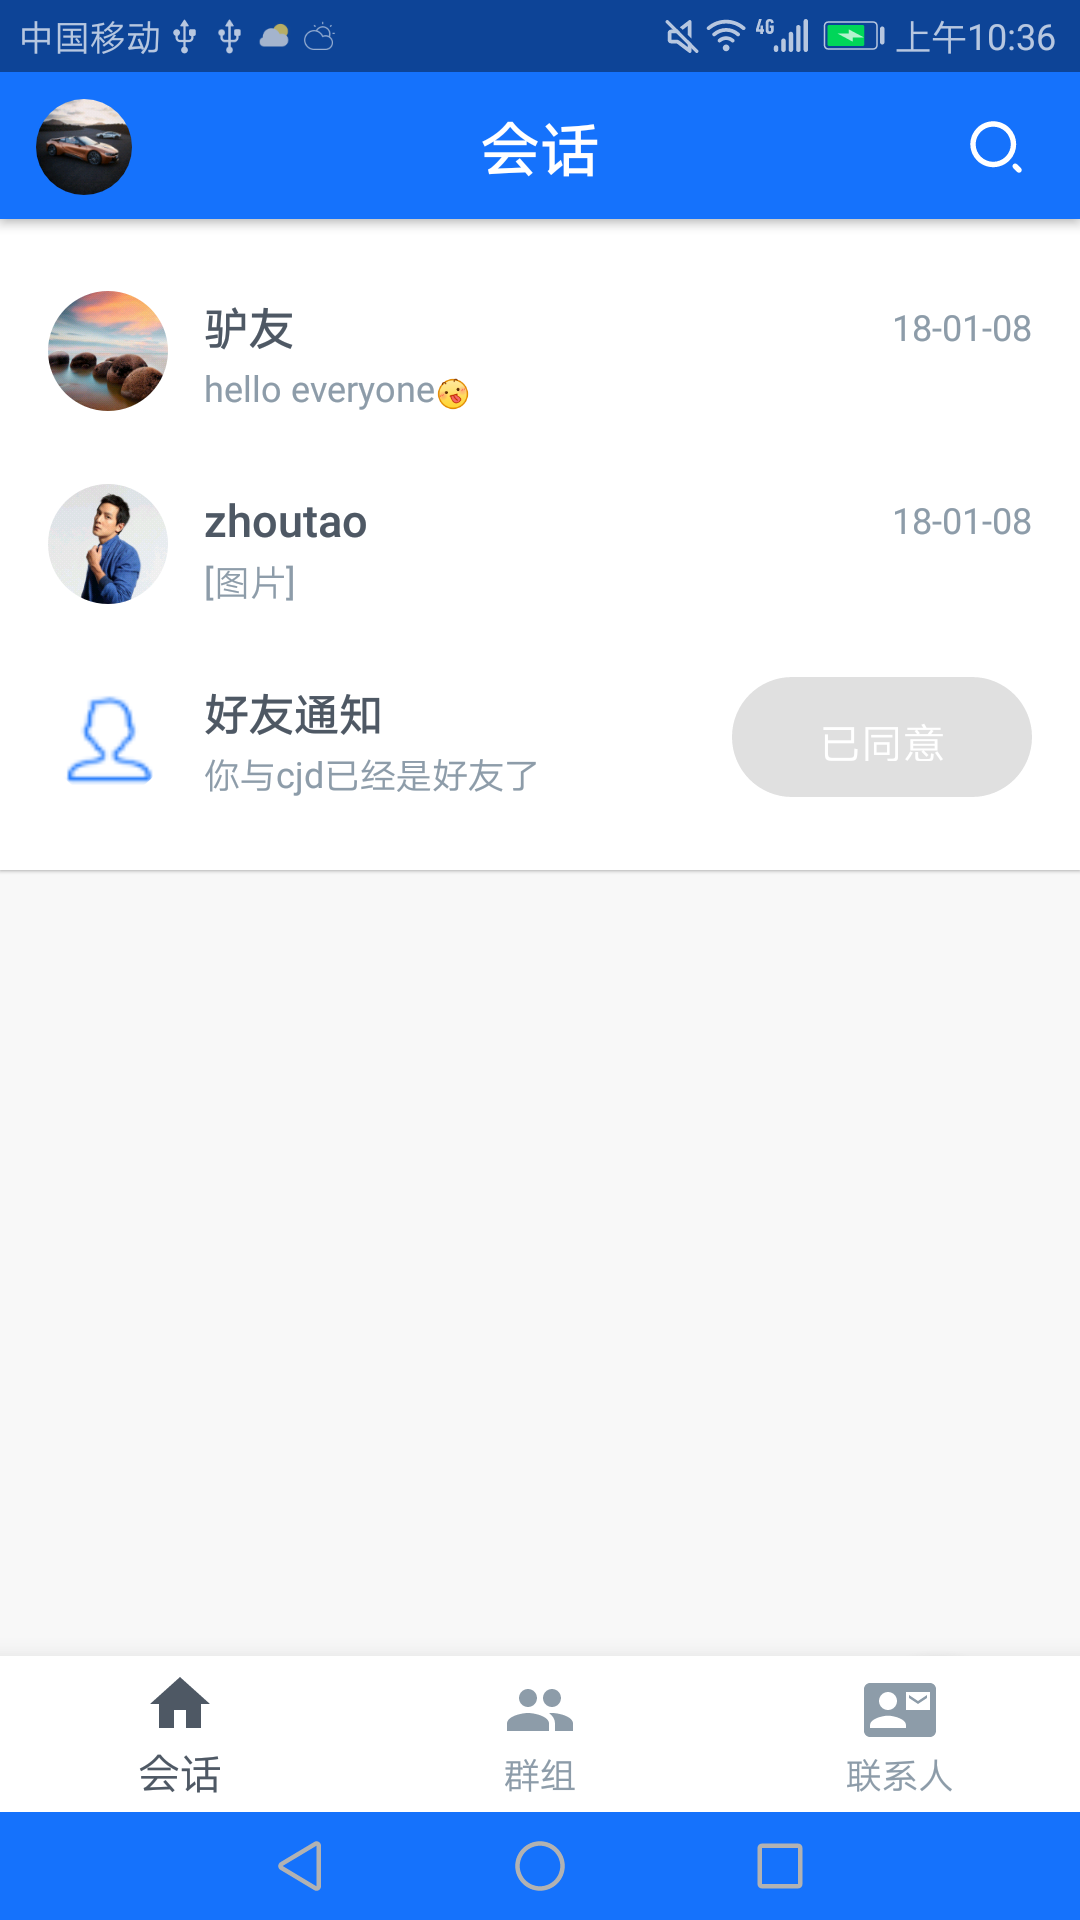 中国移动 4G 上午10:36
会话
驴友 18-01-08
hello everyone
zhoutao 18-01-08
[图片]
好友通知
你与cjd已经是好友了
已同意
会话 群组 联系人